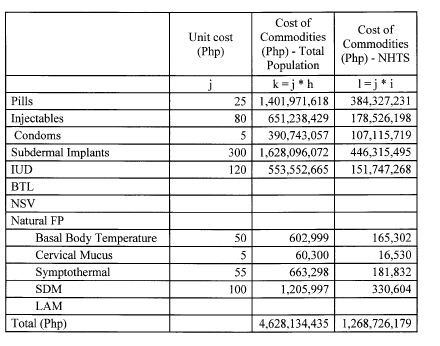 Unit cost (Php) Cost of Commodities (Php) - Total Population Cost of Commodities (Php) - NHTS
j k = j * h l = j * i
Pills 25 1,401,971,618 384,327,231
Injectables 80 651,238,429 178,526,198
Condoms 5 390,743,057 107,115,719
Subdermal Implants 300 1,628,096,072 446,315,495
IUD 120 553,552,665 151,747,268
BTL
NSV
Natural FP
Basal Body Temperature 50 602,999 165,302
Cervical Mucus 5 60,300 16,530
Symptothermal 55 663,298 181,832
SDM 100 1,205,997 330,604
LAM
Total (Php) 4,628,134,435 1,268,726,179